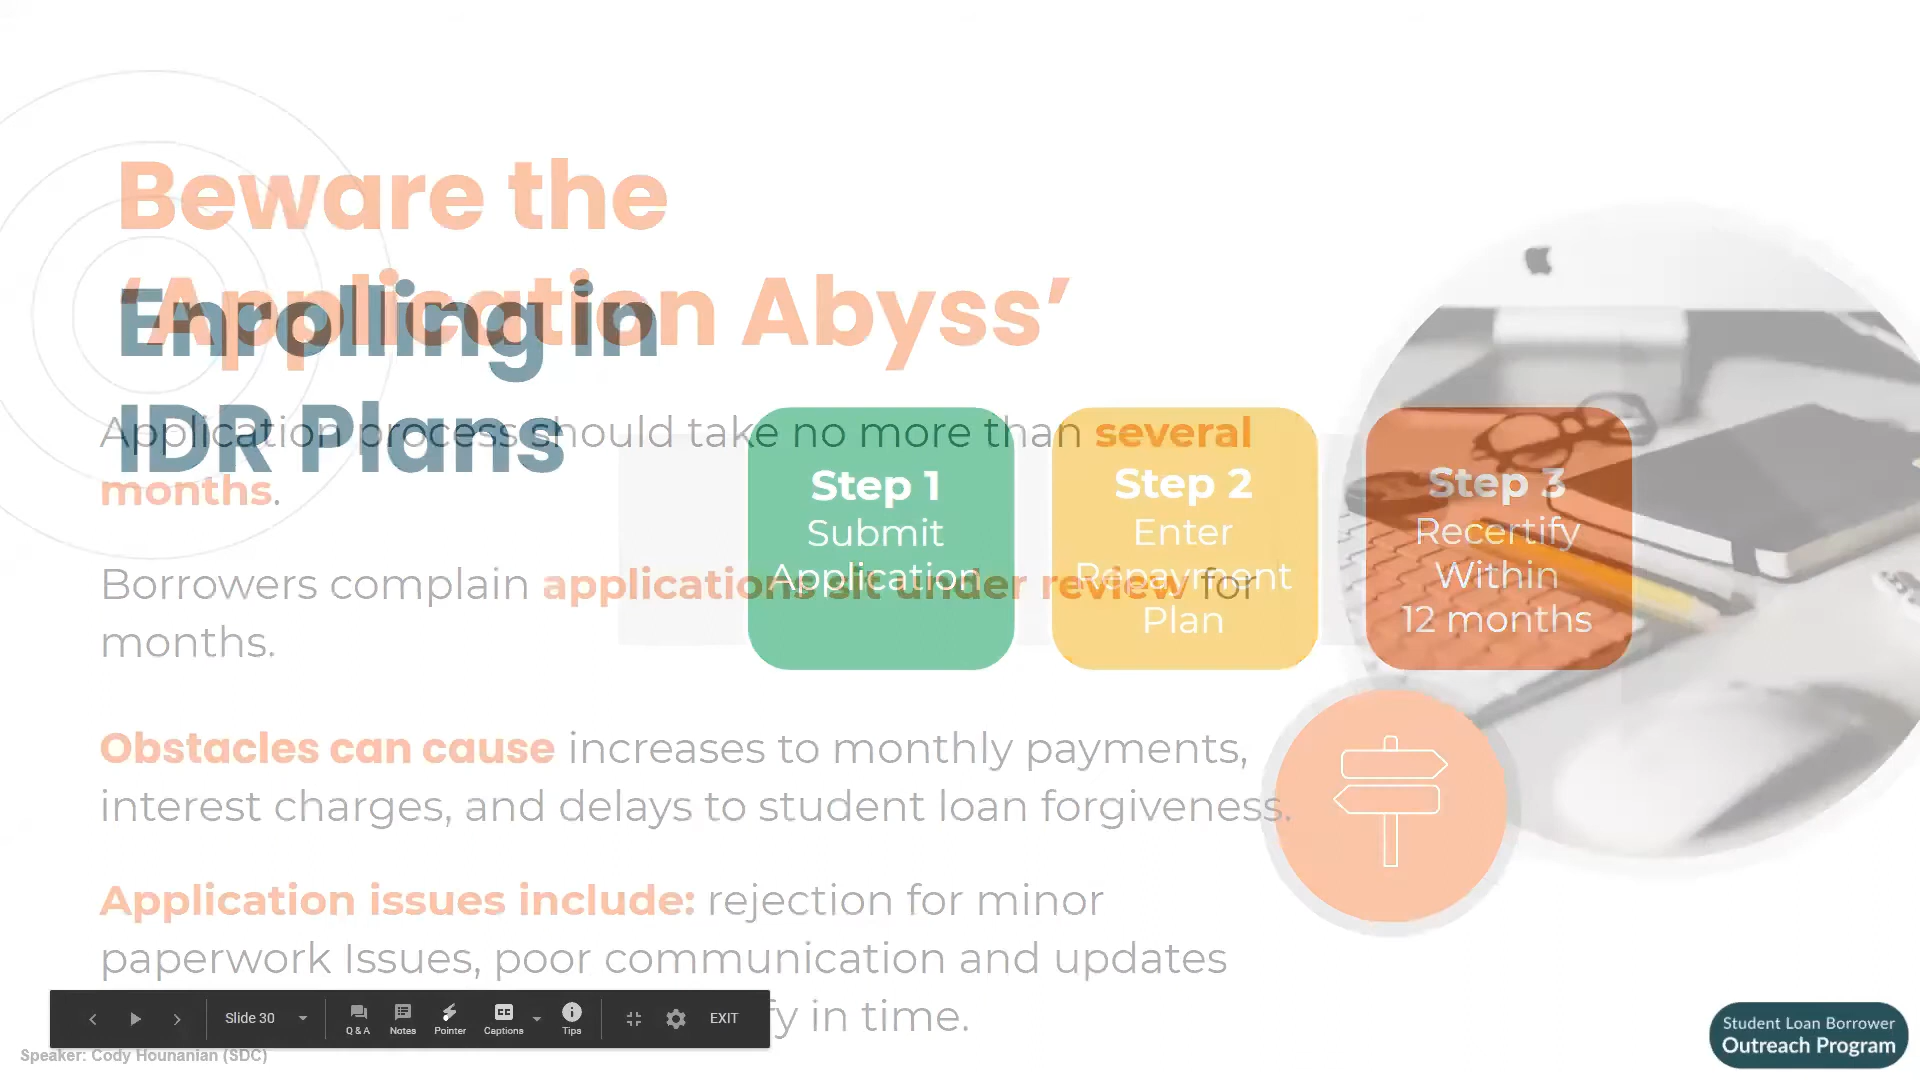 Beware the
‘Application Abyss’
Enrolling in
IDR Plans
Application process should take no more than several
months.
Borrowers complain applications sit under review for
months.
Obstacles can cause increases to monthly payments,
interest charges, and delays to student loan forgiveness.
Application issues include: rejection for minor
paperwork Issues, poor communication and updates
in time.
Step 1
Submit
Application
Step 2
Enter
Repayment
Plan
Step 3
Recertify
Within
12 months
Slide 30
Q & A
Notes
Pointer
CC
Captions
Tips
EXIT
Speaker: Cody Hounanian (SDC)
Student Loan Borrower
Outreach Program